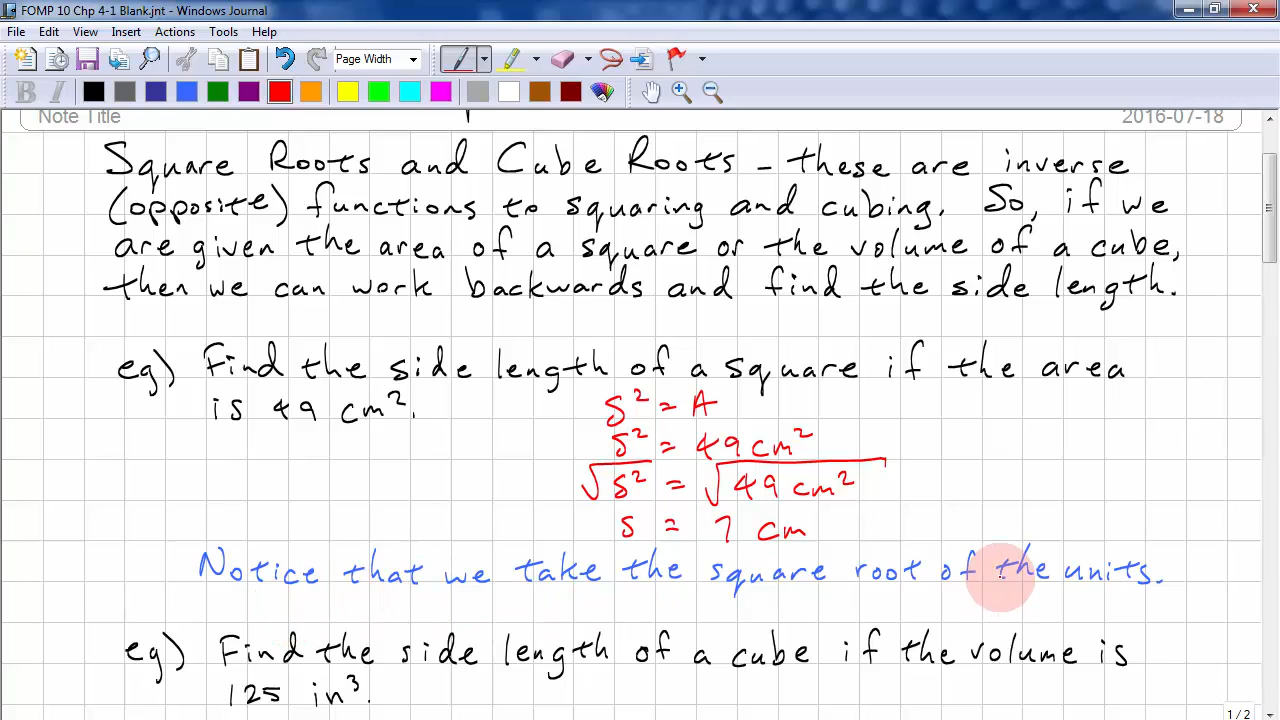 FOMP 10 Chp 4-1 Blank.jnt - Windows Journal
File Edit View Insert Actions Tools Help
Page Width
B I
Note Title 2016-07-18
Square Roots and Cube Roots - these are inverse
(opposite) functions to squaring and cubing. So, if we
are given the area of a square or the volume of a cube,
then we can work backwards and find the side length.
eg) Find the side length of a square if the area
is 49 cm².
s² = A
s² = 49 cm²
√s² = √49 cm²
s = 7 cm
Notice that we take the square root of the units.
eg) Find the side length of a cube if the volume is
125 in³.
1/2